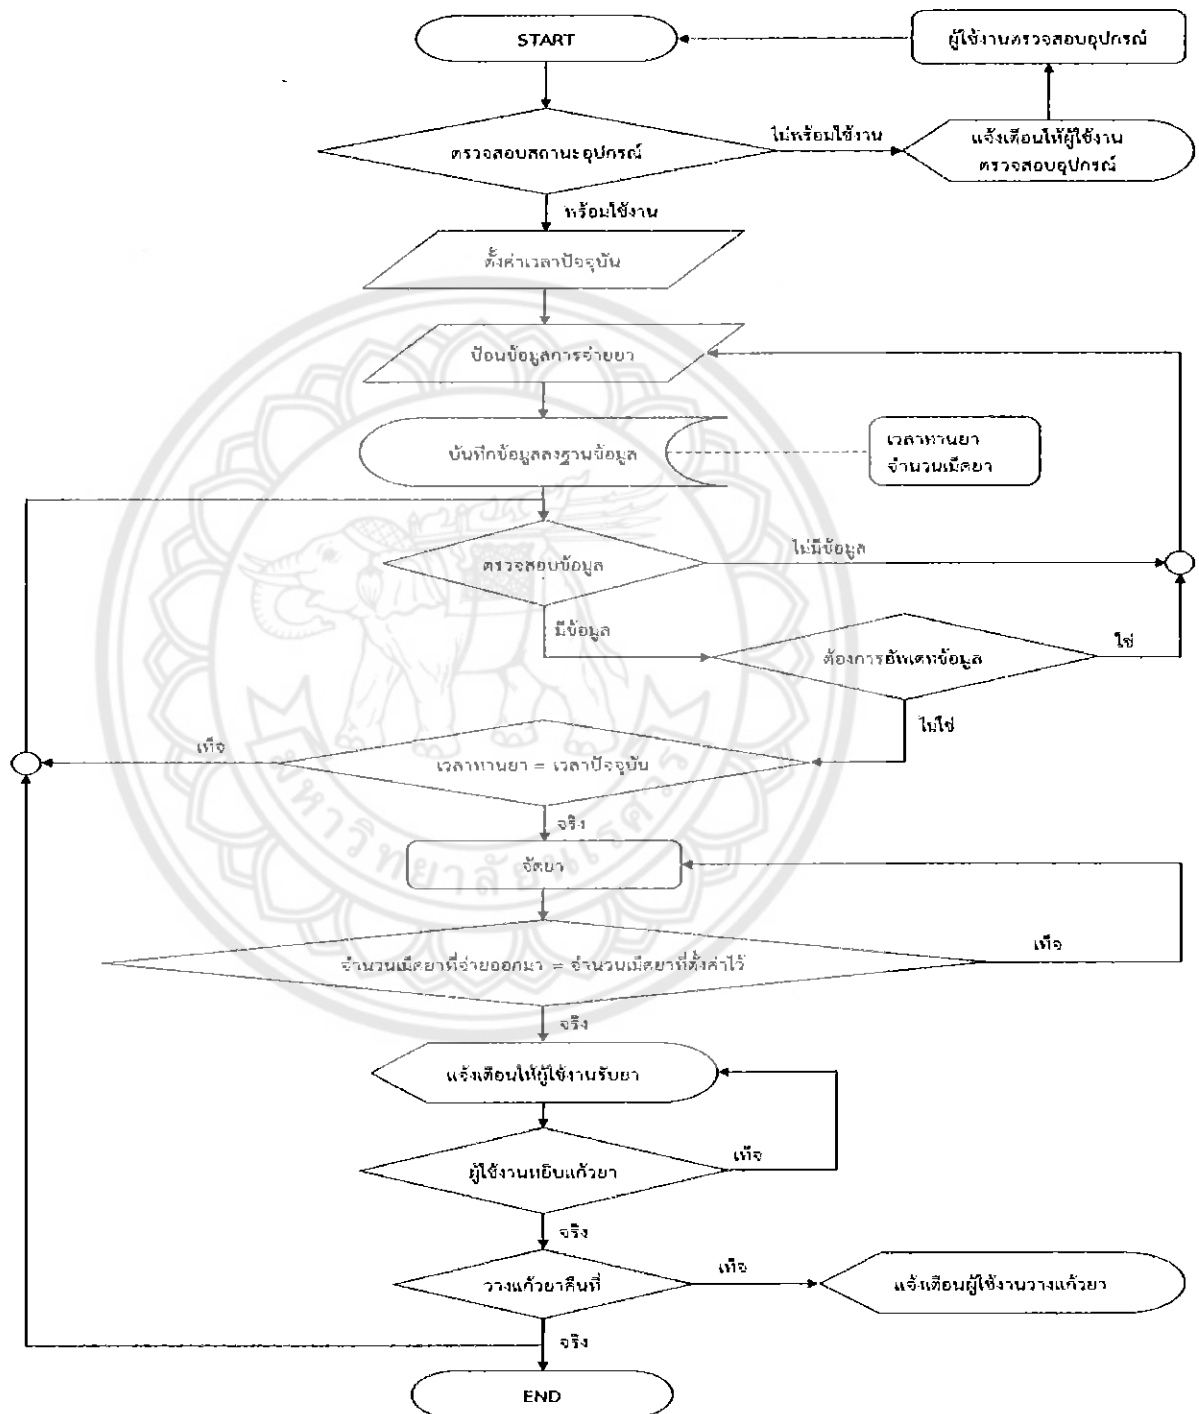 START
ผู้ใช้งานตรวจสอบอุปกรณ์
ตรวจสอบสถานะอุปกรณ์
ไม่พร้อมใช้งาน
แจ้งเตือนให้ผู้ใช้งาน
ตรวจสอบอุปกรณ์
พร้อมใช้งาน
ตั้งค่าเวลาปัจจุบัน
ป้อนข้อมูลการจ่ายยา
บันทึกข้อมูลลงฐานข้อมูล
เวลาทานยา
จำนวนเม็ดยา
ตรวจสอบข้อมูล
ไม่มีข้อมูล
มีข้อมูล
ต้องการอัพเดทข้อมูล
ใช่
ไม่ใช่
เวลาทานยา = เวลาปัจจุบัน
เท็จ
จริง
จัดยา
มหาวิทยาลัยนเรศวร
จำนวนเม็ดยาที่จ่ายออกมา = จำนวนเม็ดยาที่ตั้งค่าไว้
เท็จ
จริง
แจ้งเตือนให้ผู้ใช้งานรับยา
ผู้ใช้งานหยิบแก้วยา
เท็จ
จริง
วางแก้วยาคืนที่
เท็จ
แจ้งเตือนผู้ใช้งานวางแก้วยา
จริง
END